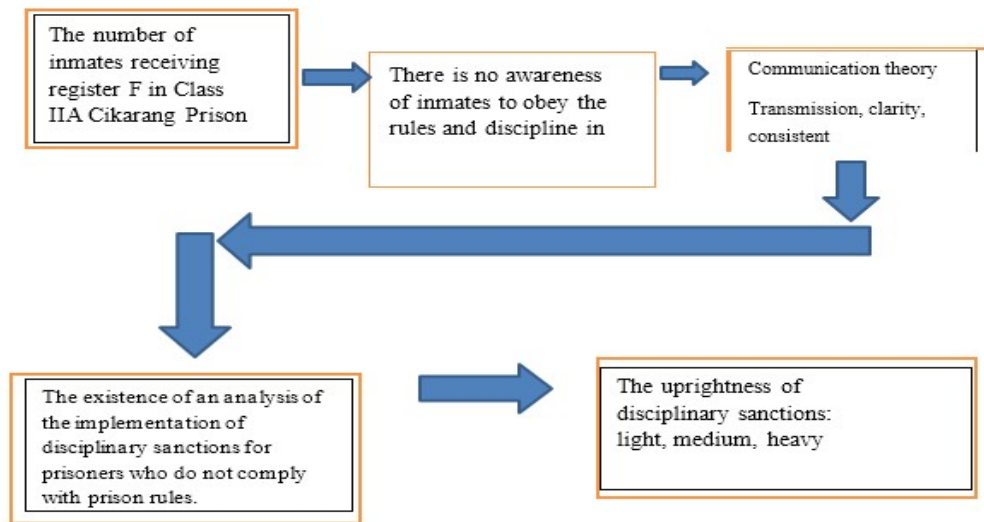 The number of
inmates receiving
register F in Class
IIA Cikarang Prison
There is no awareness
of inmates to obey the
rules and discipline in
Communication theory
Transmission, clarity,
consistent
The existence of an analysis of
the implementation of
disciplinary sanctions for
prisoners who do not comply
with prison rules.
The uprightness of
disciplinary sanctions:
light, medium, heavy